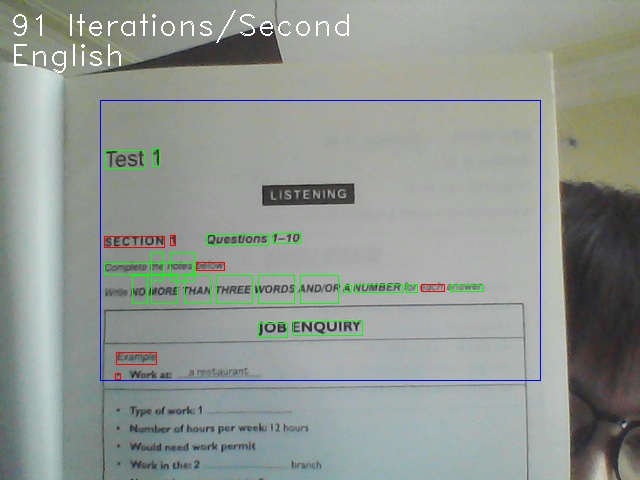 91 Iterations/Second
English
Test 1
LISTENING
SECTION 1 Questions 1–10
Complete the notes below
Write NO MORE THAN THREE WORDS AND/OR A NUMBER for each answer
JOB ENQUIRY
Example
• Work at: a restaurant
• Type of work: 1
• Number of hours per week: 12 hours
• Would need work permit
• Work in the: 2 branch